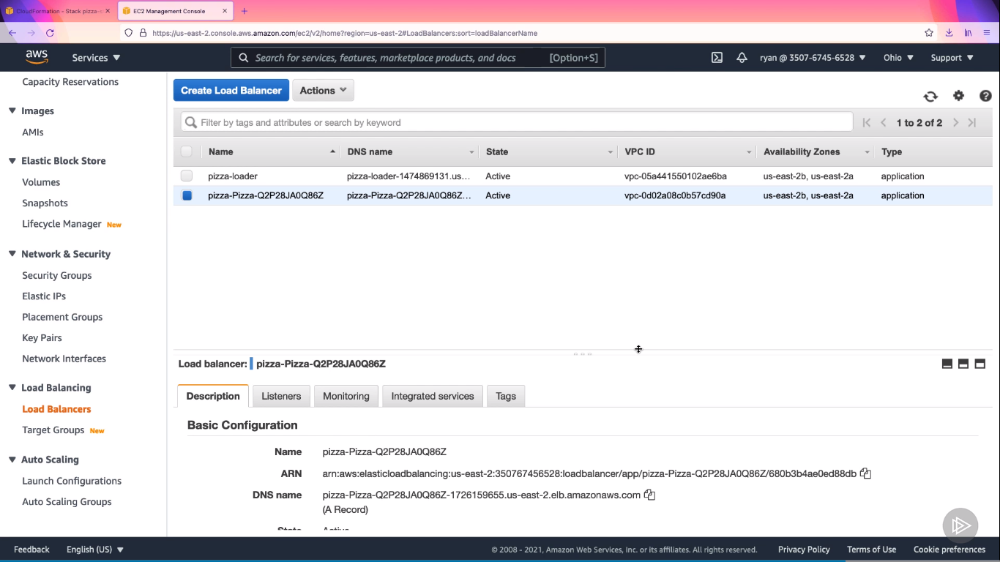 CloudFormation - Stack pizza-
EC2 Management Console
https://us-east-2.console.aws.amazon.com/ec2/v2/home?region=us-east-2#LoadBalancers:sort=loadBalancerName
aws
Services
Search for services, features, marketplace products, and docs
[Option+S]
ryan @ 3507-6745-6528
Ohio
Support
Capacity Reservations
Images
AMIs
Elastic Block Store
Volumes
Snapshots
Lifecycle Manager New
Network & Security
Security Groups
Elastic IPs
Placement Groups
Key Pairs
Network Interfaces
Load Balancing
Load Balancers
Target Groups New
Auto Scaling
Launch Configurations
Auto Scaling Groups
Create Load Balancer
Actions
Filter by tags and attributes or search by keyword
1 to 2 of 2
Name DNS name State VPC ID Availability Zones Type
pizza-loader pizza-loader-1474869131.us... Active vpc-05a441550102ae6ba us-east-2b, us-east-2a application
pizza-Pizza-Q2P28JA0Q86Z pizza-Pizza-Q2P28JA0Q86Z... Active vpc-0d02a08c0b57cd90a us-east-2b, us-east-2a application
Load balancer: pizza-Pizza-Q2P28JA0Q86Z
Description
Listeners
Monitoring
Integrated services
Tags
Basic Configuration
Name pizza-Pizza-Q2P28JA0Q86Z
ARN arn:aws:elasticloadbalancing:us-east-2:350767456528:loadbalancer/app/pizza-Pizza-Q2P28JA0Q86Z/680b3b4ae0ed88db
DNS name pizza-Pizza-Q2P28JA0Q86Z-1726159655.us-east-2.elb.amazonaws.com
(A Record)
State Active
Feedback
English (US)
© 2008 - 2021, Amazon Web Services, Inc. or its affiliates. All rights reserved.
Privacy Policy
Terms of Use
Cookie preferences